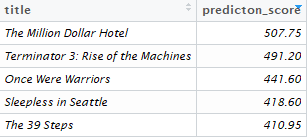 title predicton_score
The Million Dollar Hotel 507.75
Terminator 3: Rise of the Machines 491.20
Once Were Warriors 441.60
Sleepless in Seattle 418.60
The 39 Steps 410.95